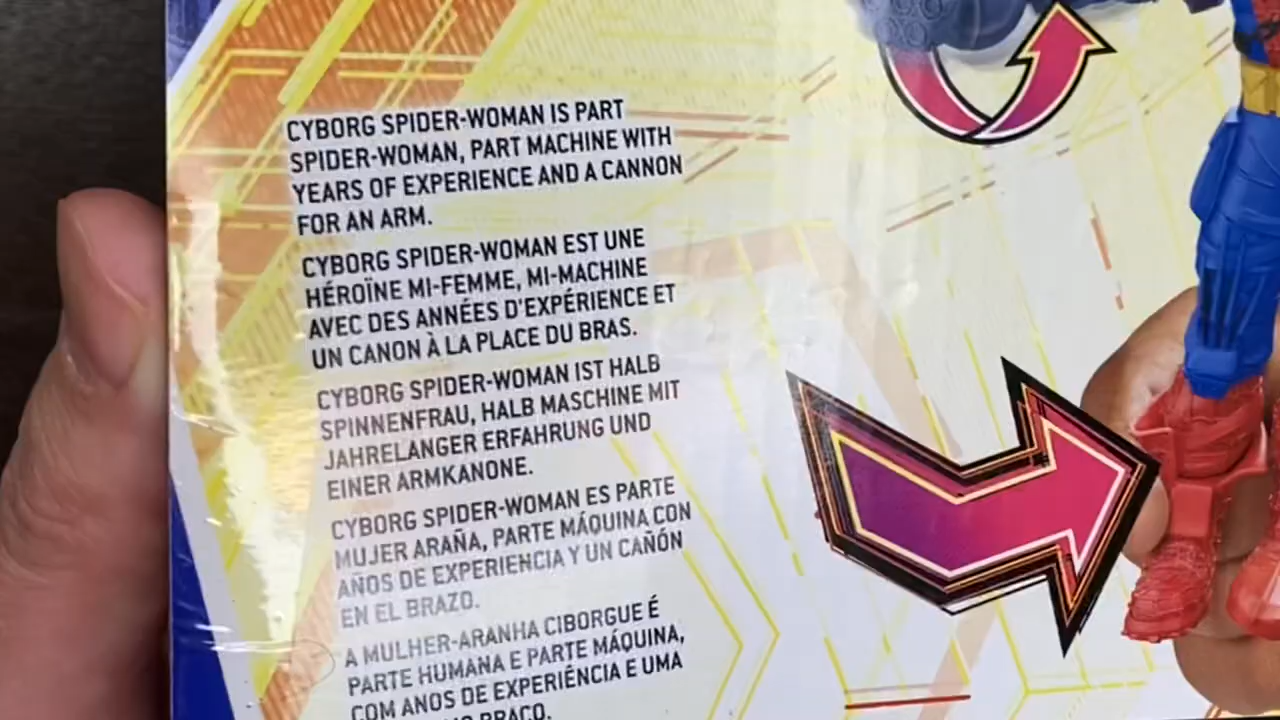 CYBORG SPIDER-WOMAN IS PART
SPIDER-WOMAN, PART MACHINE WITH
YEARS OF EXPERIENCE AND A CANNON
FOR AN ARM.
CYBORG SPIDER-WOMAN EST UNE
HÉROÏNE MI-FEMME, MI-MACHINE
AVEC DES ANNÉES D'EXPÉRIENCE ET
UN CANON À LA PLACE DU BRAS.
CYBORG SPIDER-WOMAN IST HALB
SPINNENFRAU, HALB MASCHINE MIT
JAHRELANGER ERFAHRUNG UND
EINER ARMKANONE.
CYBORG SPIDER-WOMAN ES PARTE
MUJER ARAÑA, PARTE MÁQUINA CON
AÑOS DE EXPERIENCIA Y UN CAÑÓN
EN EL BRAZO.
A MULHER-ARANHA CIBORGUE É
PARTE HUMANA E PARTE MÁQUINA,
COM ANOS DE EXPERIÊNCIA E UMA
BRAÇO.